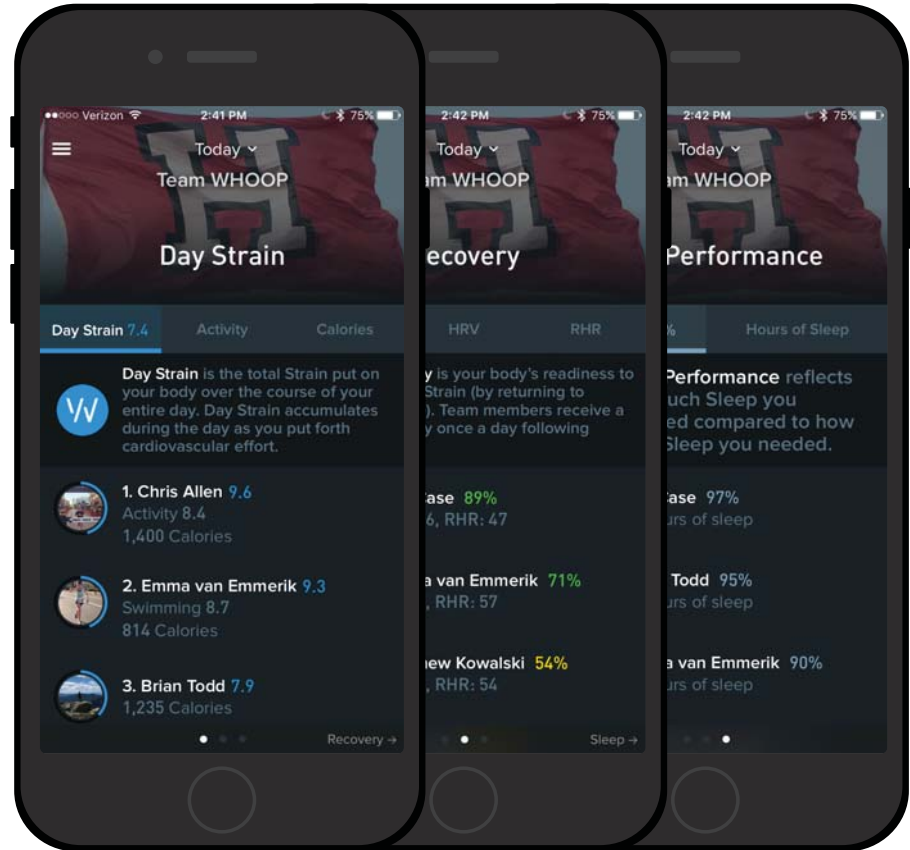 Verizon 2:41 PM 75%
Today
Team WHOOP
Day Strain
Day Strain 7.4 Activity Calories
Day Strain is the total Strain put on
your body over the course of your
entire day. Day Strain accumulates
during the day as you put forth
cardiovascular effort.
1. Chris Allen 9.6
Activity 8.4
1,400 Calories
2. Emma van Emmerik 9.3
Swimming 8.7
814 Calories
3. Brian Todd 7.9
1,235 Calories
Recovery →
2:42 PM 75%
Today
am WHOOP
ecovery
HRV RHR
y is your body's readiness to
Strain (by returning to
). Team members receive a
y once a day following
ase 89%
6, RHR: 47
a van Emmerik 71%
, RHR: 57
ew Kowalski 54%
, RHR: 54
Sleep →
2:42 PM 75%
Today
am WHOOP
Performance
% Hours of Sleep
Performance reflects
uch Sleep you
ed compared to how
Sleep you needed.
ase 97%
urs of sleep
Todd 95%
urs of sleep
a van Emmerik 90%
urs of sleep